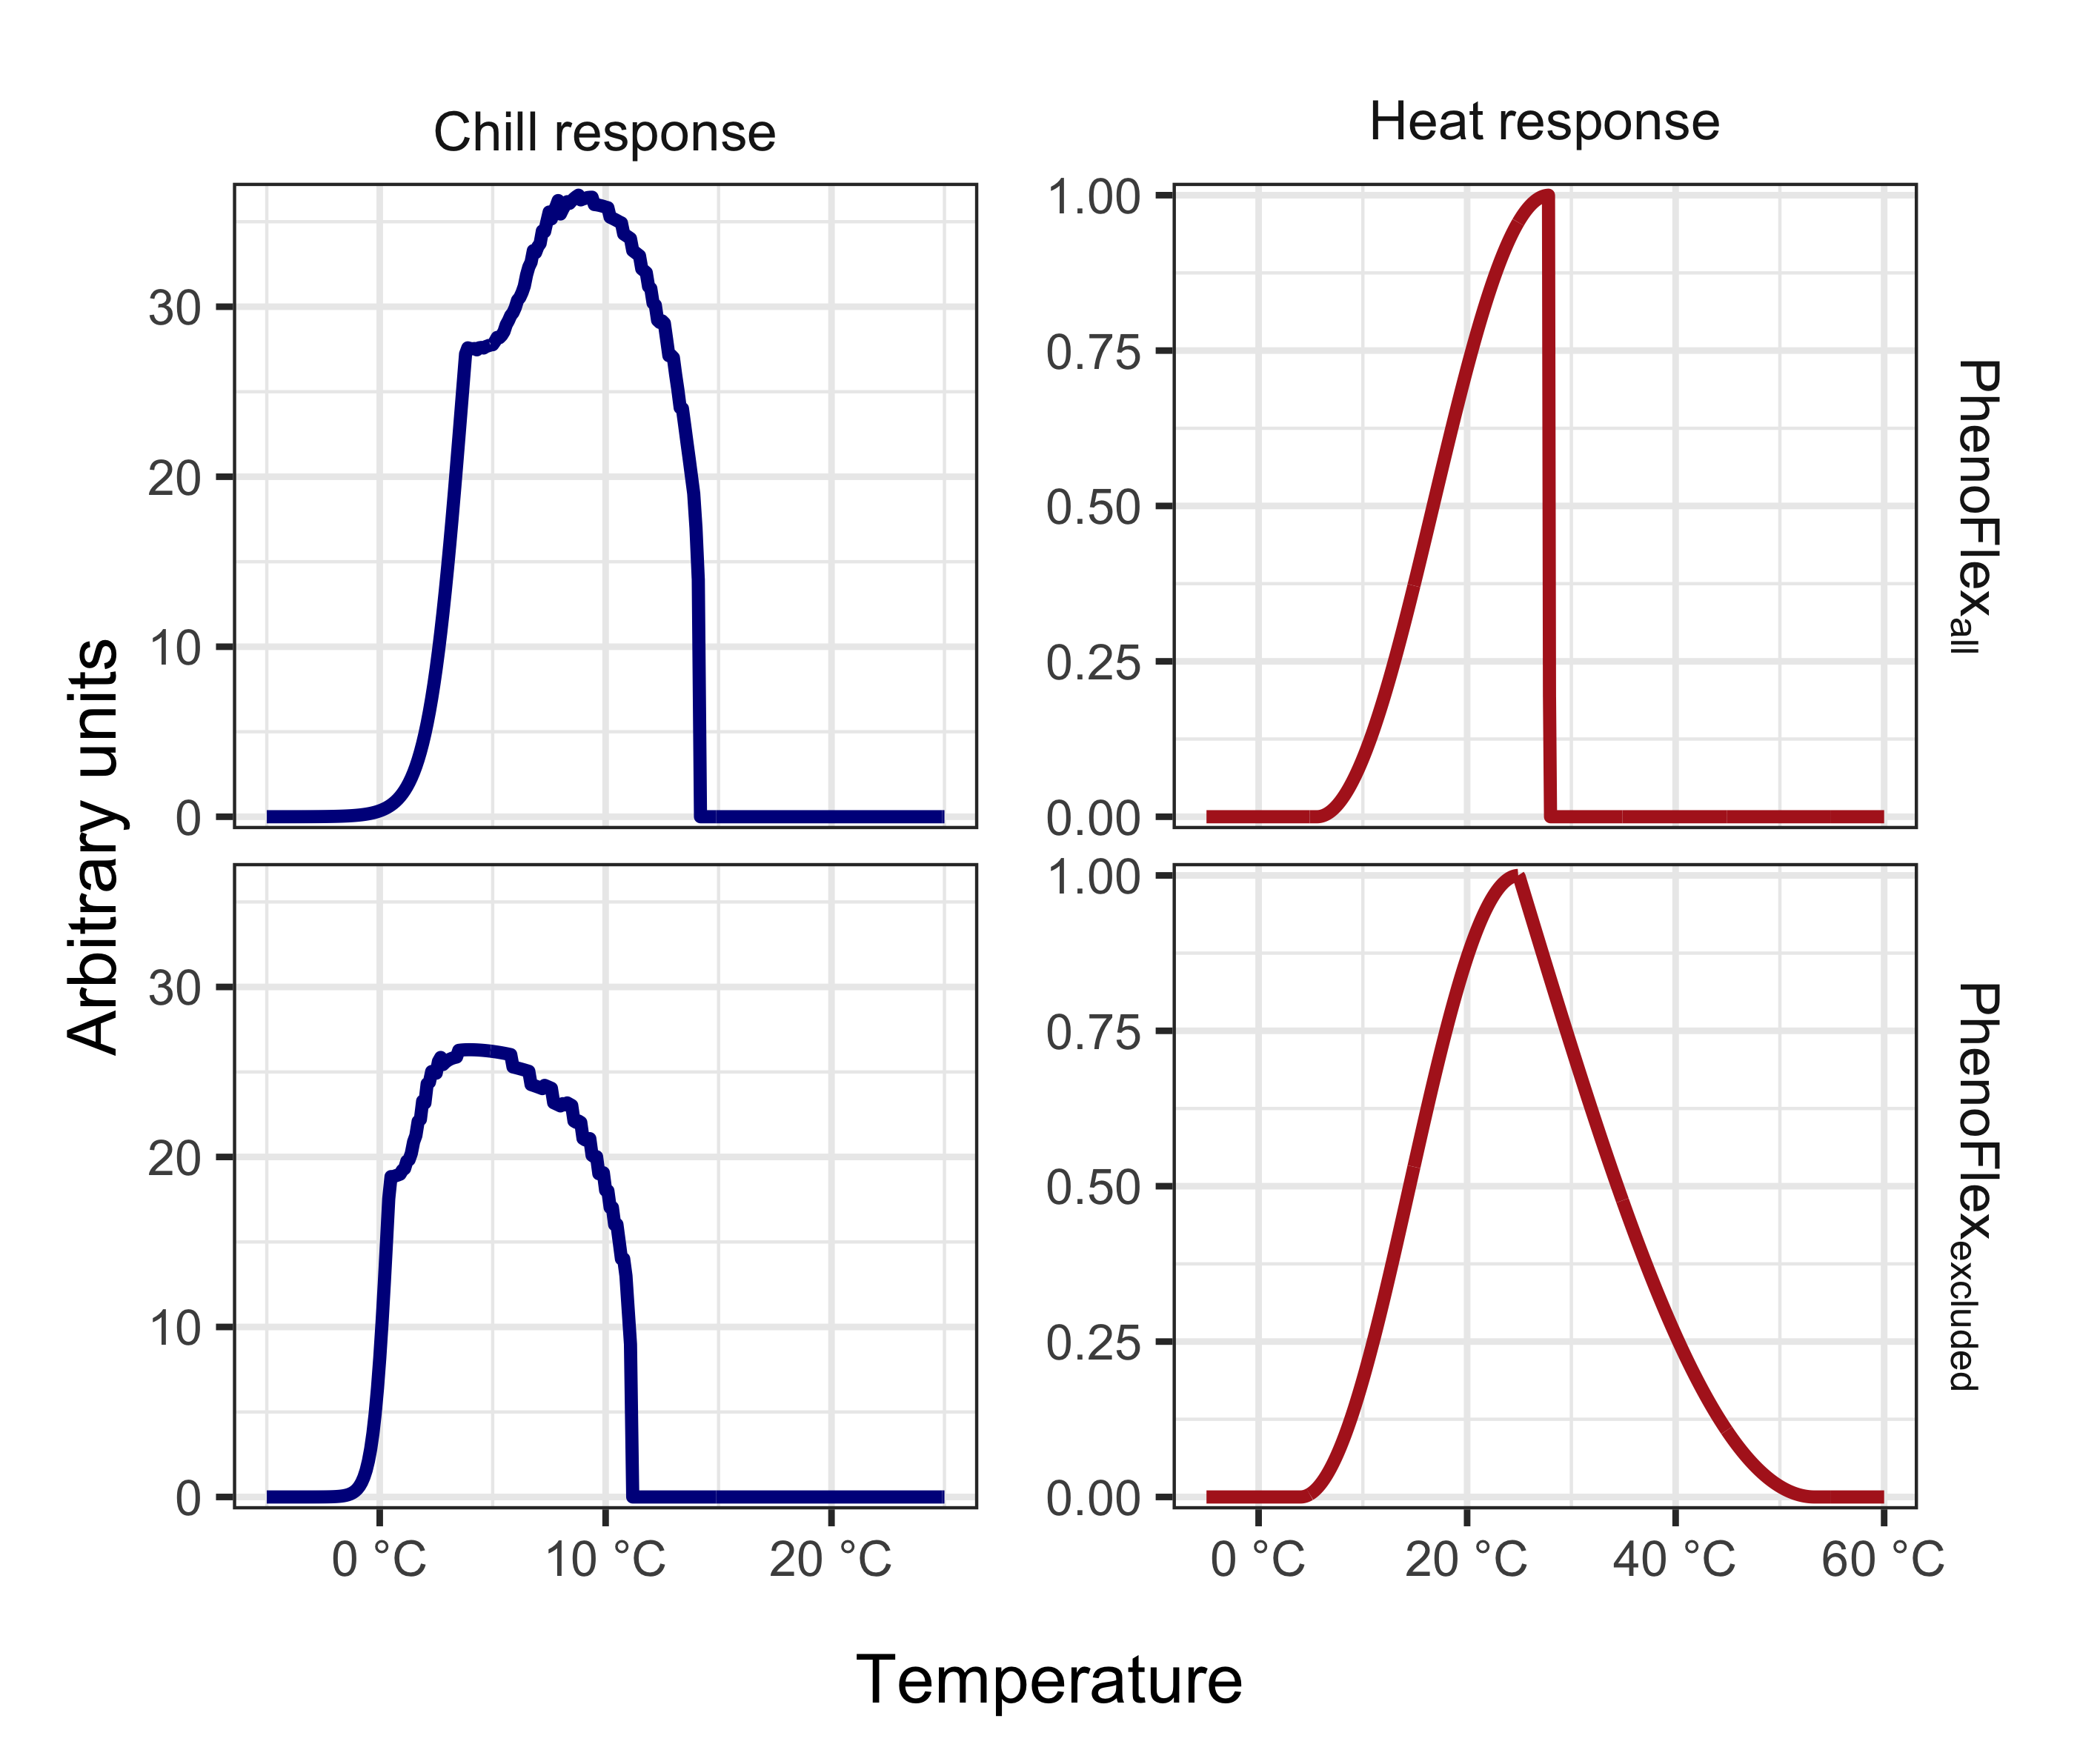 Chill response
Heat response
Arbitrary units
30
20
10
0
1.00
0.75
0.50
0.25
0.00
PhenoFlexall
30
20
10
0
1.00
0.75
0.50
0.25
0.00
PhenoFlexexcluded
0 °C 10 °C 20 °C
0 °C 20 °C 40 °C 60 °C
Temperature